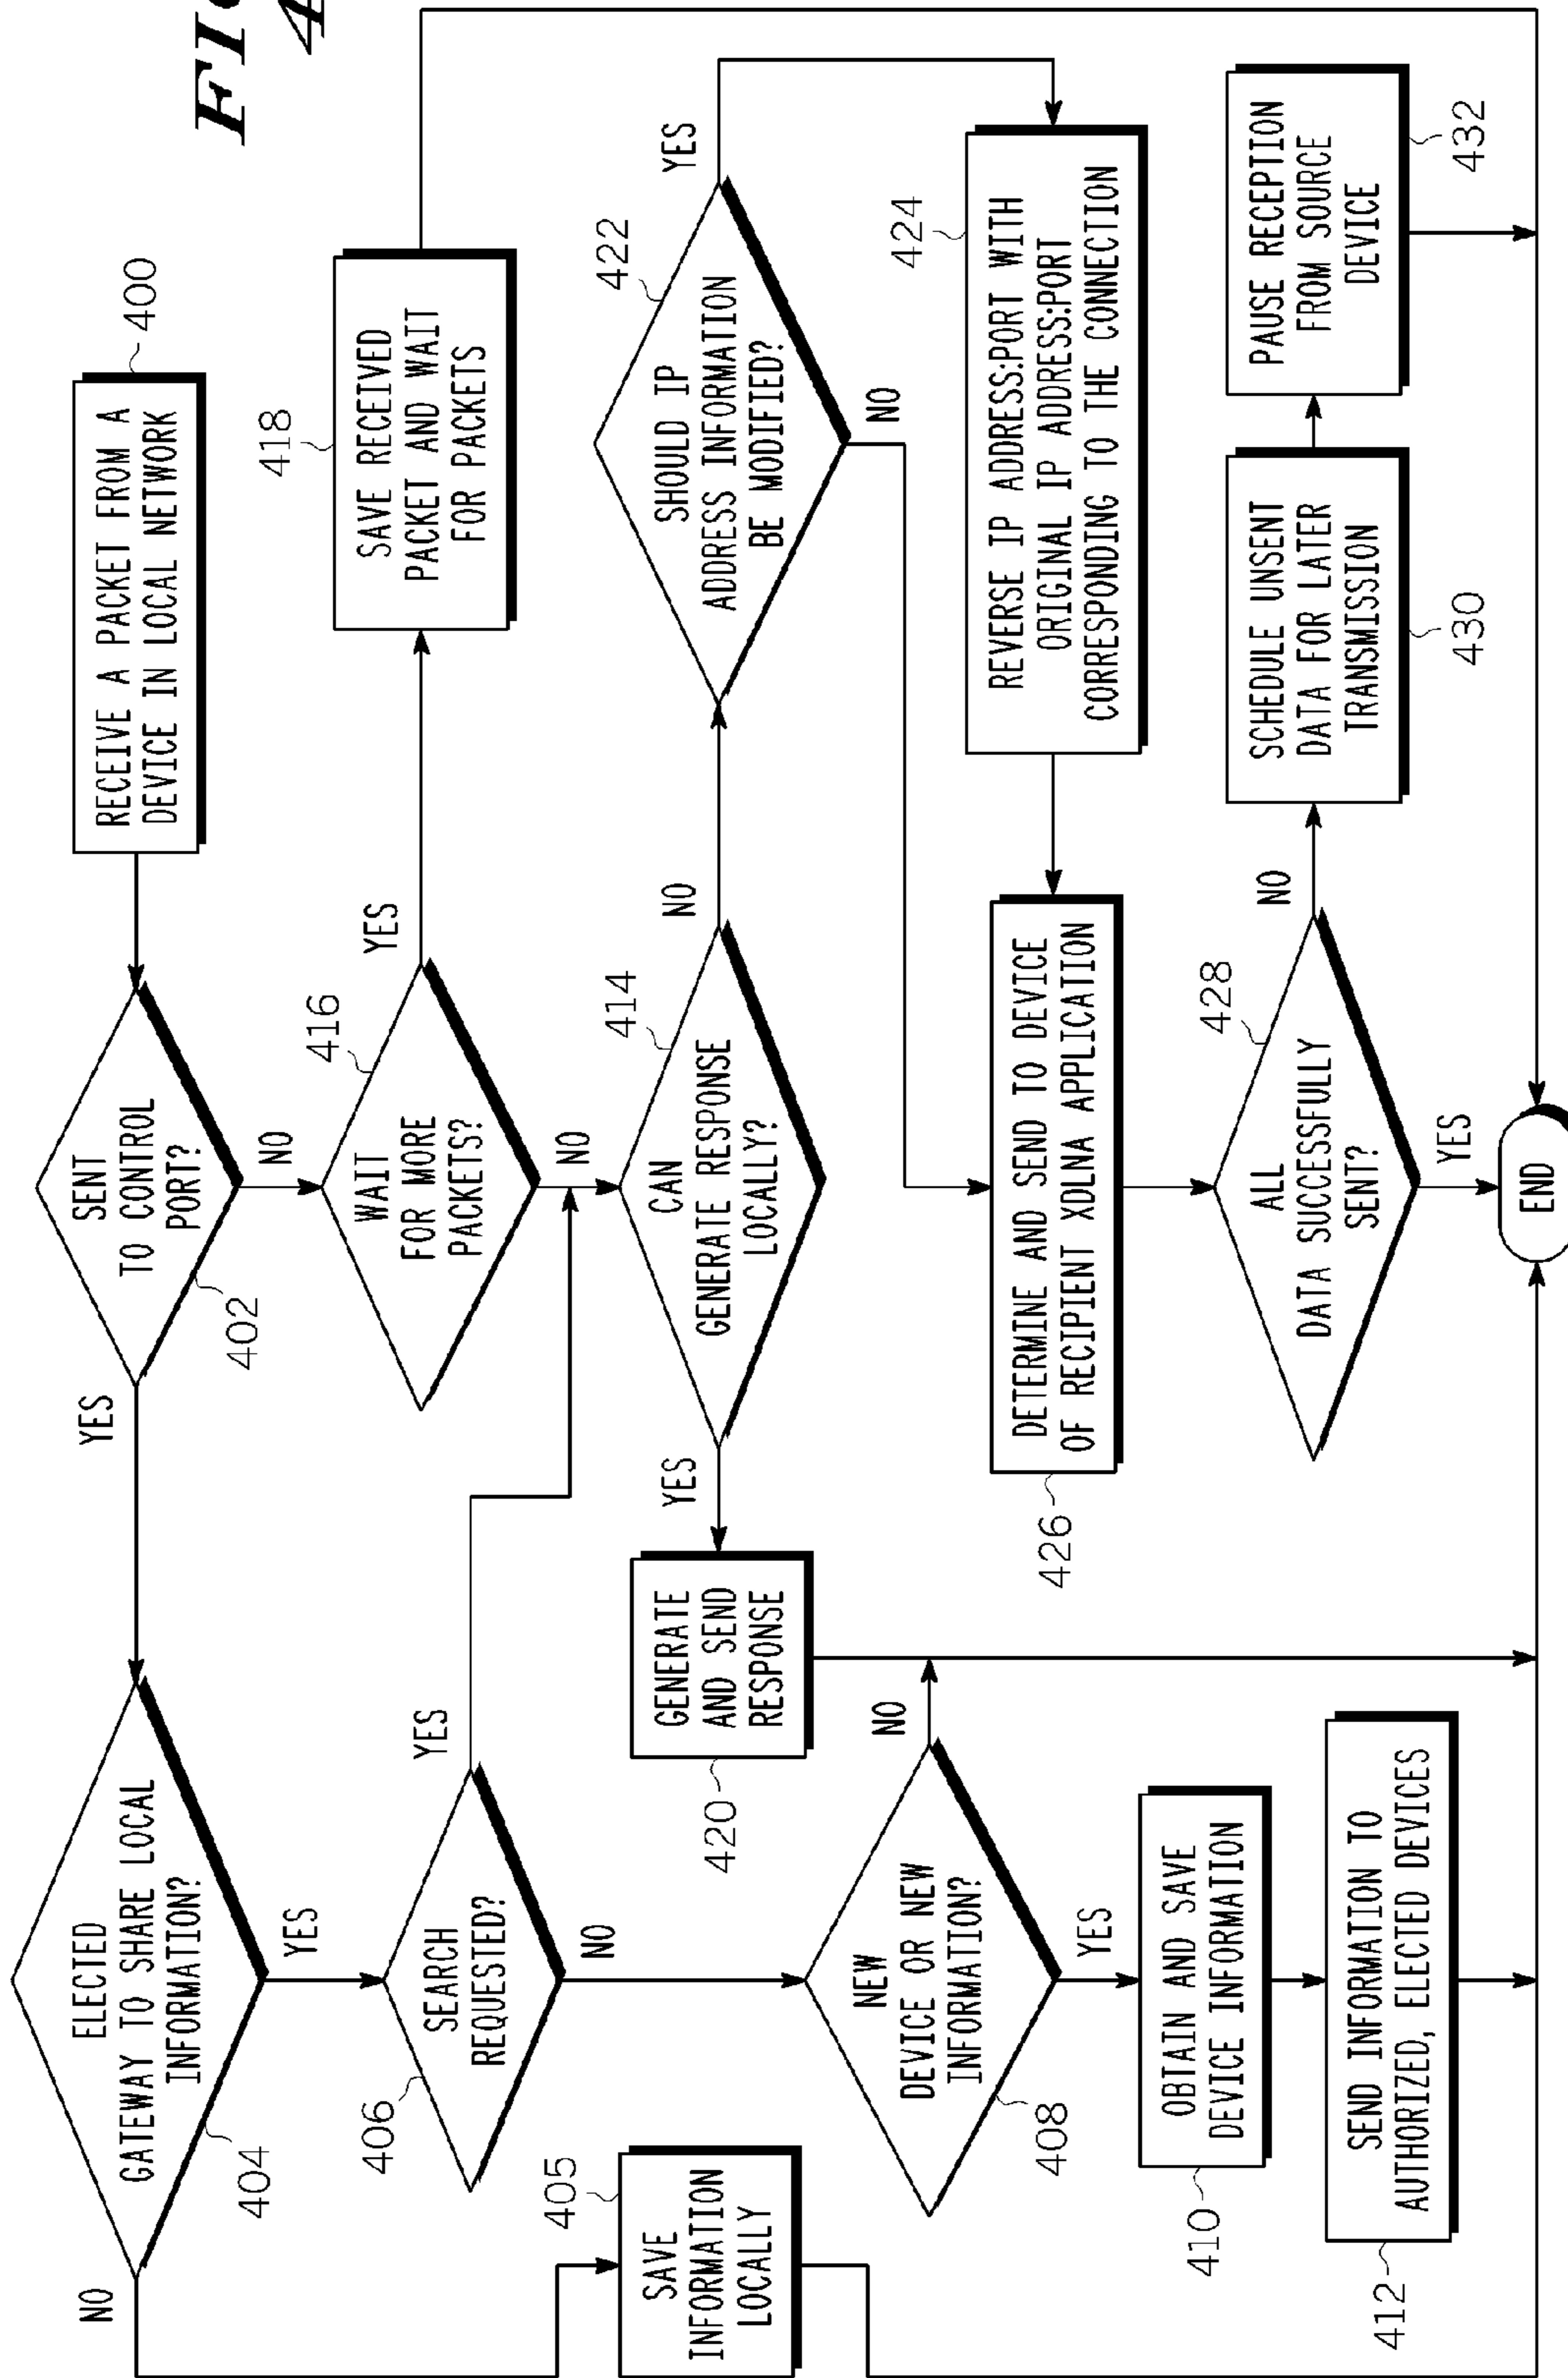 FIG
4
RECEIVE A PACKET FROM A
DEVICE IN LOCAL NETWORK
400
SENT
TO CONTROL
PORT?
402
YES
NO
ELECTED
GATEWAY TO SHARE LOCAL
INFORMATION?
404
NO
YES
SAVE
INFORMATION
LOCALLY
405
SEARCH
REQUESTED?
406
YES
NO
WAIT
FOR MORE
PACKETS?
416
YES
NO
SAVE RECEIVED
PACKET AND WAIT
FOR PACKETS
418
CAN
GENERATE RESPONSE
LOCALLY?
414
YES
NO
GENERATE
AND SEND
RESPONSE
420
SHOULD IP
ADDRESS INFORMATION
BE MODIFIED?
422
YES
NO
NEW
DEVICE OR NEW
INFORMATION?
408
NO
YES
REVERSE IP ADDRESS:PORT WITH
ORIGINAL IP ADDRESS:PORT
CORRESPONDING TO THE CONNECTION
424
DETERMINE AND SEND TO DEVICE
OF RECIPIENT XDLNA APPLICATION
426
OBTAIN AND SAVE
DEVICE INFORMATION
410
SEND INFORMATION TO
AUTHORIZED, ELECTED DEVICES
412
ALL
DATA SUCCESSFULLY
SENT?
428
NO
YES
SCHEDULE UNSENT
DATA FOR LATER
TRANSMISSION
430
PAUSE RECEPTION
FROM SOURCE
DEVICE
432
END